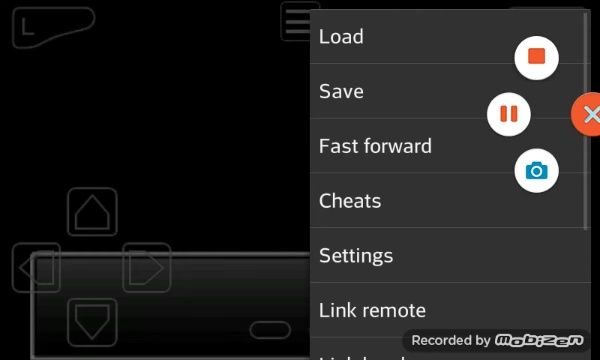 L
Load
Save
Fast forward
Cheats
Settings
Link remote
Recorded by Mobizen